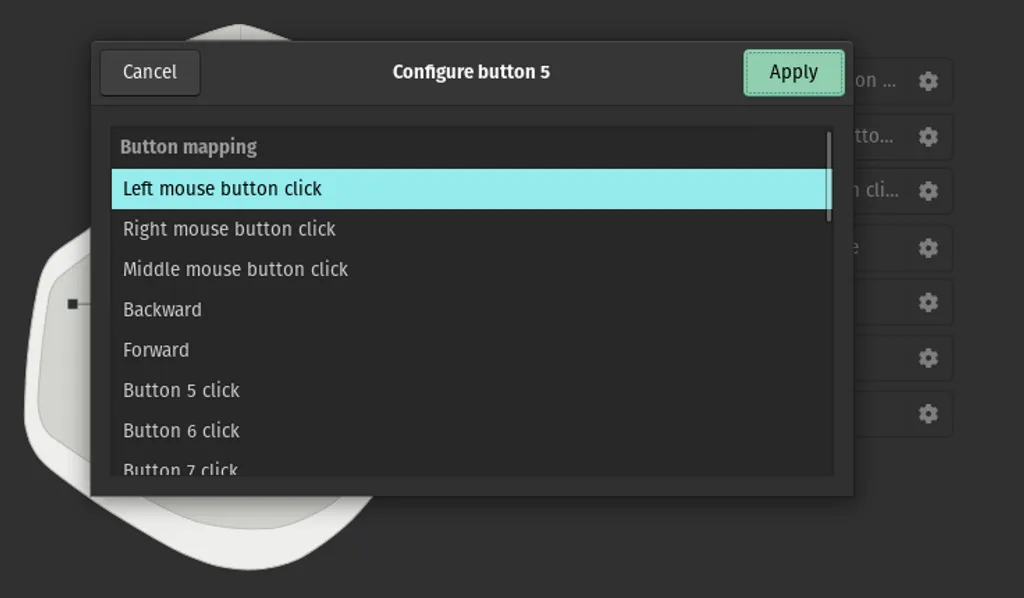 Cancel
Configure button 5
Apply
on ...
tto...
Button mapping
Left mouse button click
n cli...
Right mouse button click
e
Middle mouse button click
Backward
Forward
Button 5 click
Button 6 click
Button 7 click